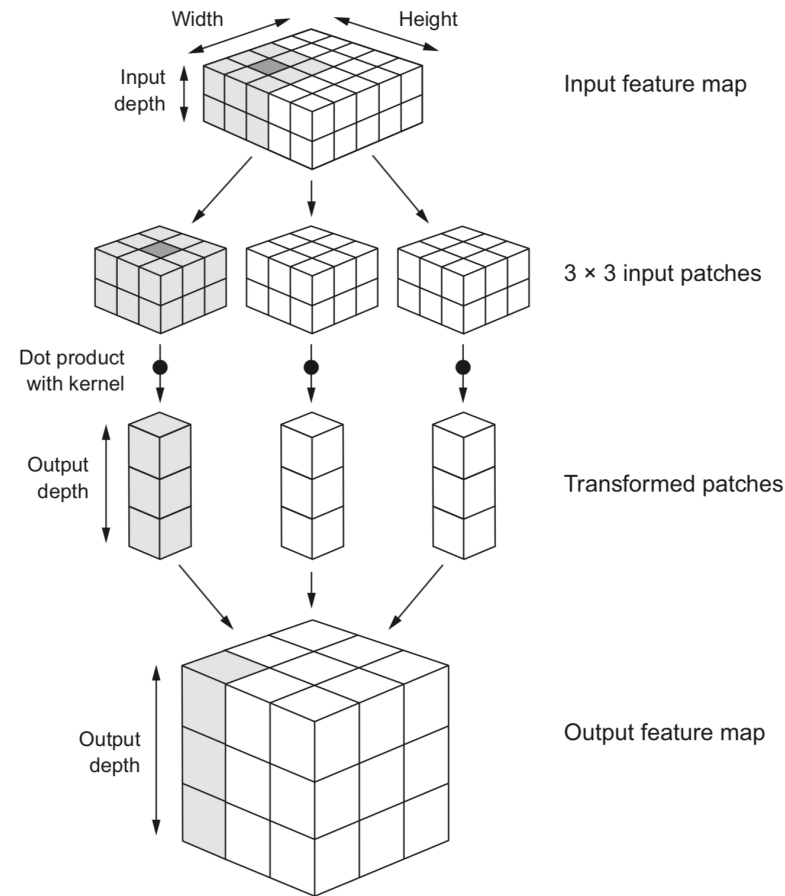 Width
Height
Input
depth
Input feature map
3 × 3 input patches
Dot product
with kernel
Output
depth
Transformed patches
Output
depth
Output feature map